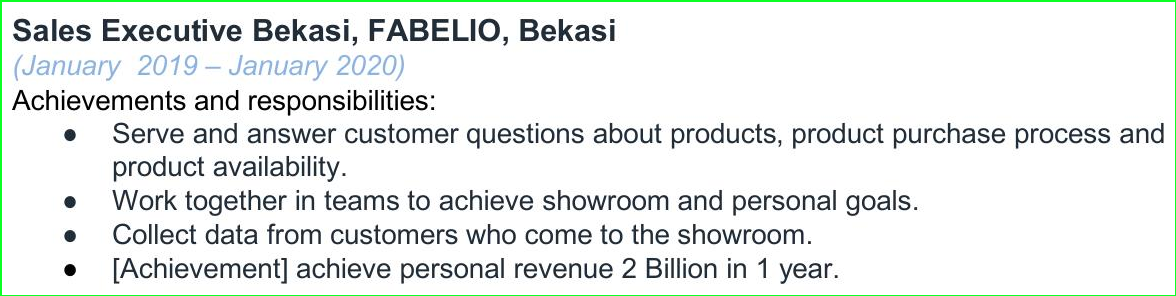 Sales Executive Bekasi, FABELIO, Bekasi
(January  2019 – January 2020)
Achievements and responsibilities:
● Serve and answer customer questions about products, product purchase process and
product availability.
● Work together in teams to achieve showroom and personal goals.
● Collect data from customers who come to the showroom.
● [Achievement] achieve personal revenue 2 Billion in 1 year.